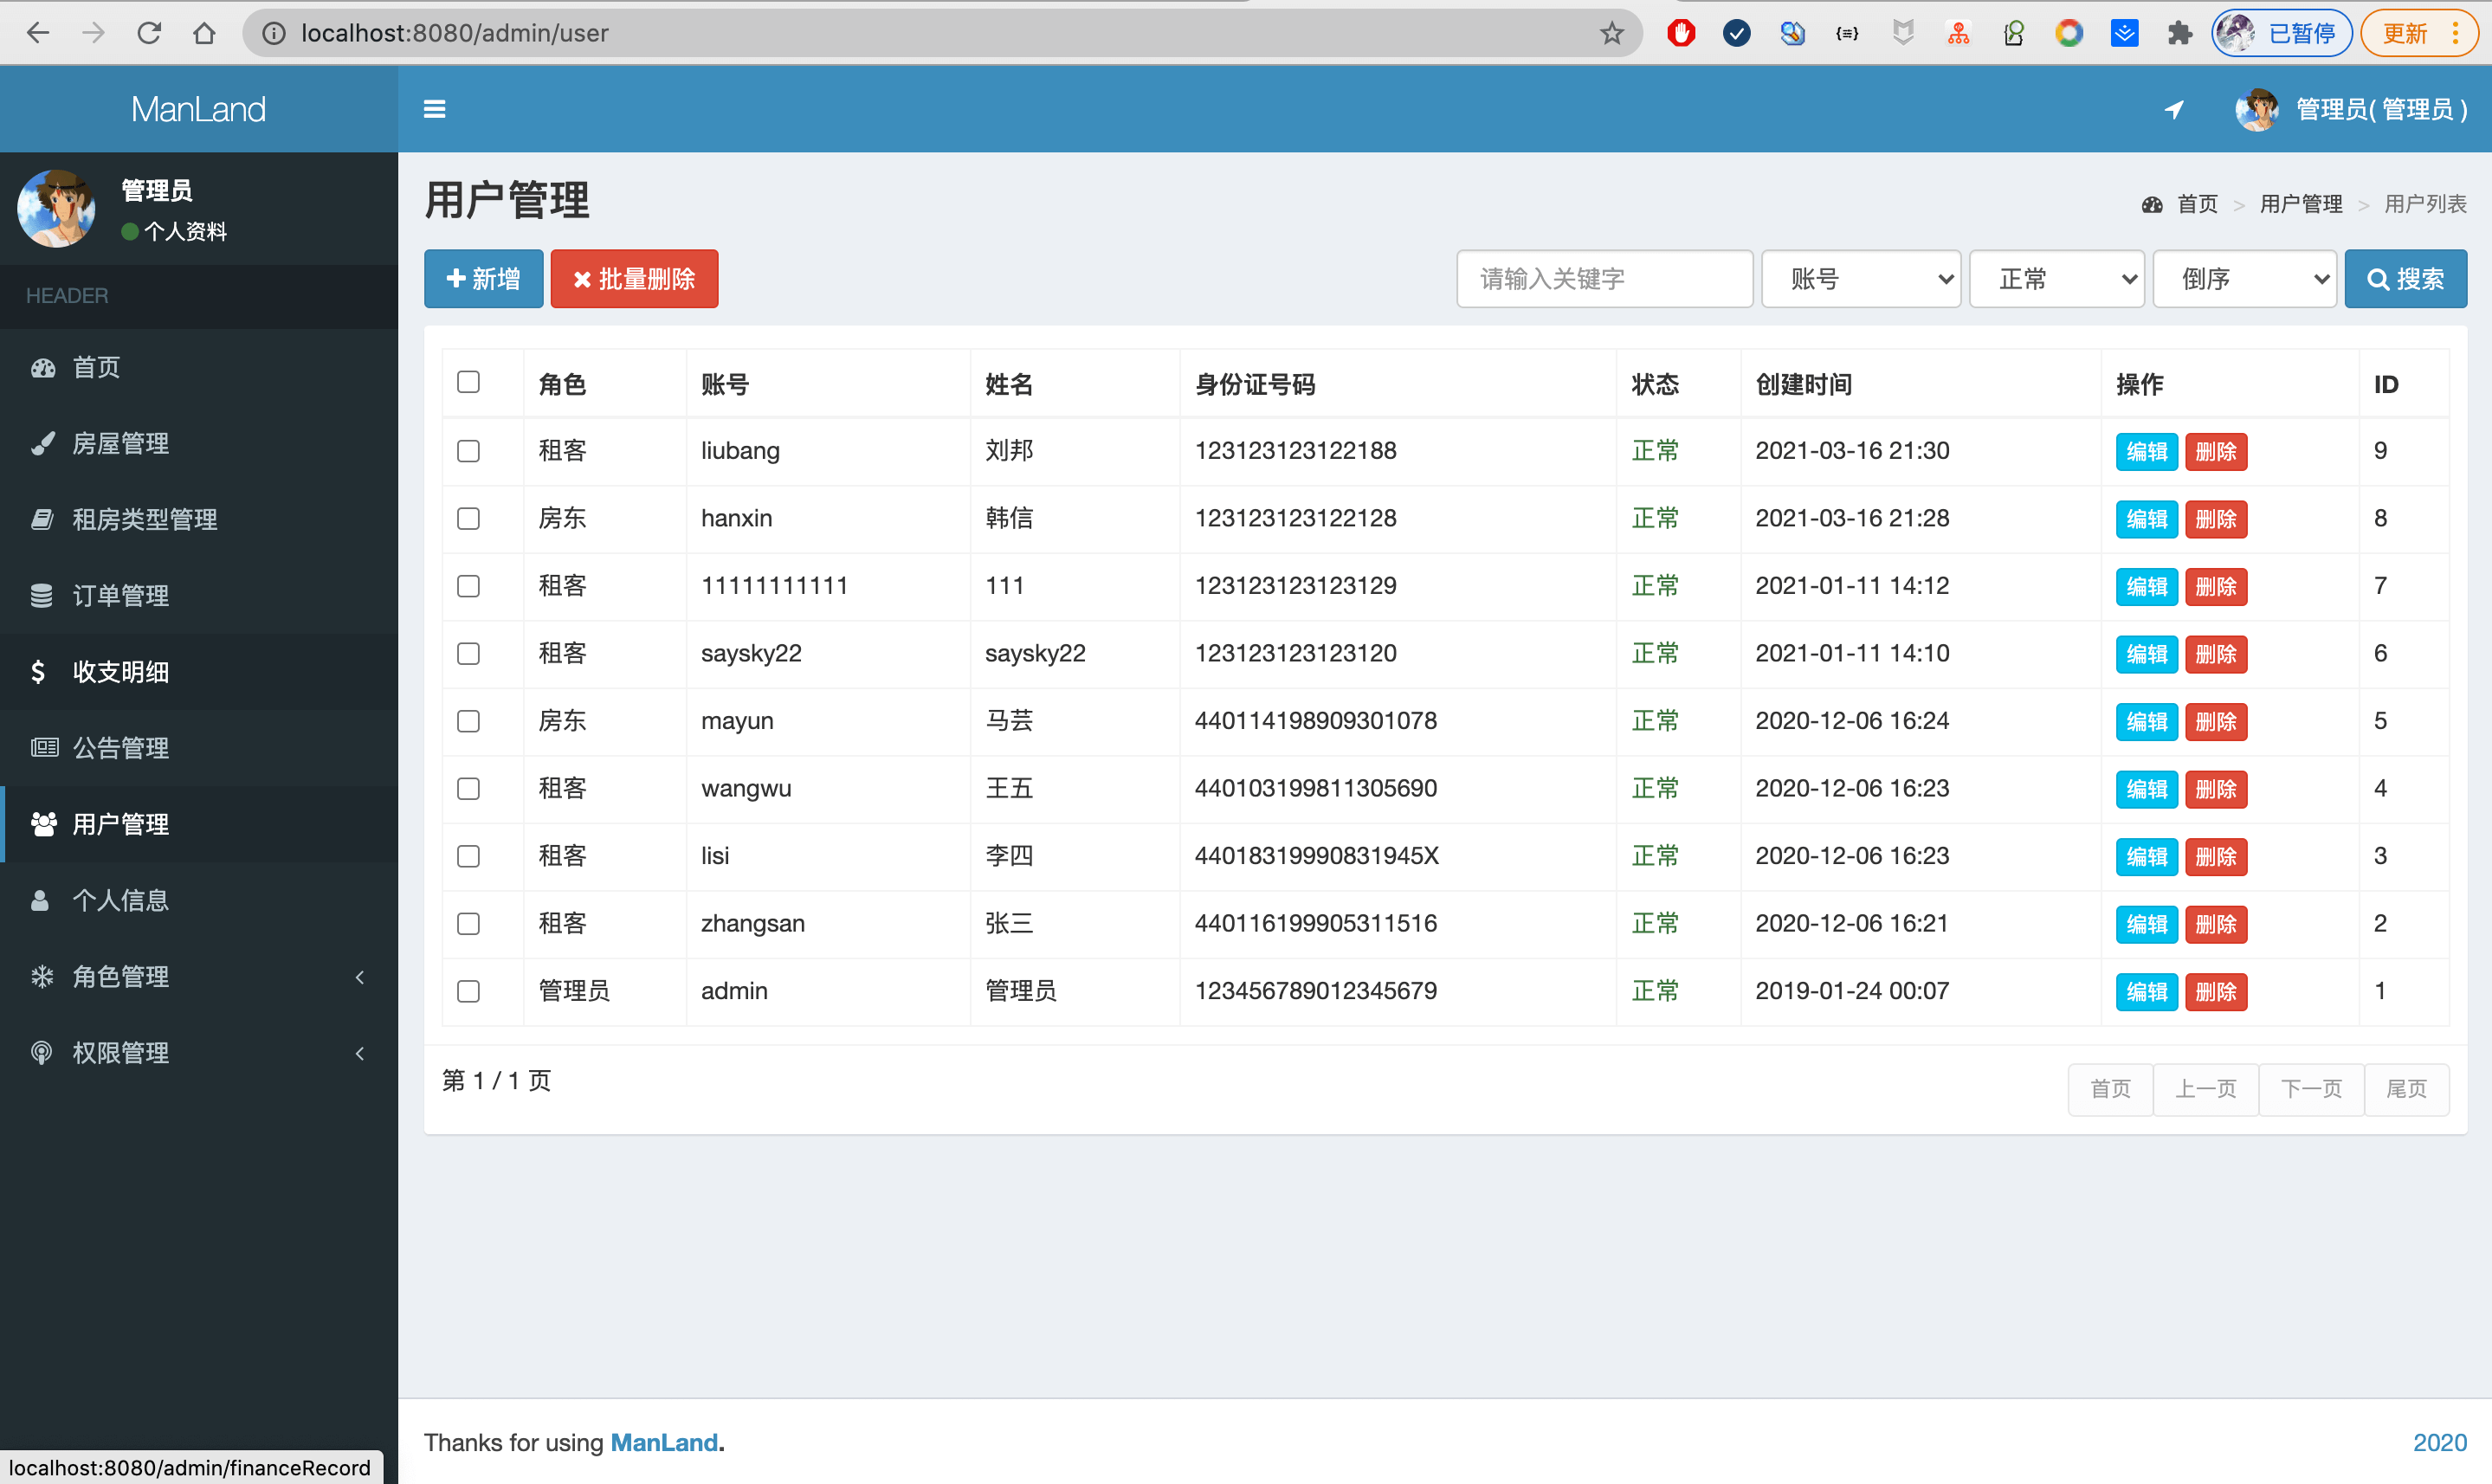 localhost:8080/admin/user
已暂停
更新
ManLand
管理员( 管理员 )
管理员
个人资料
HEADER
首页
房屋管理
租房类型管理
订单管理
收支明细
公告管理
用户管理
个人信息
角色管理
权限管理
用户管理
首页 > 用户管理 > 用户列表
新增 批量删除 请输入关键字 账号 正常 倒序 搜索
角色 账号 姓名 身份证号码 状态 创建时间 操作 ID
租客 liubang 刘邦 123123123122188 正常 2021-03-16 21:30 编辑 删除 9
房东 hanxin 韩信 123123123122128 正常 2021-03-16 21:28 编辑 删除 8
租客 11111111111 111 123123123123129 正常 2021-01-11 14:12 编辑 删除 7
租客 saysky22 saysky22 123123123123120 正常 2021-01-11 14:10 编辑 删除 6
房东 mayun 马芸 440114198909301078 正常 2020-12-06 16:24 编辑 删除 5
租客 wangwu 王五 440103199811305690 正常 2020-12-06 16:23 编辑 删除 4
租客 lisi 李四 44018319990831945X 正常 2020-12-06 16:23 编辑 删除 3
租客 zhangsan 张三 440116199905311516 正常 2020-12-06 16:21 编辑 删除 2
管理员 admin 管理员 123456789012345679 正常 2019-01-24 00:07 编辑 删除 1
第 1 / 1 页
首页 上一页 下一页 尾页
Thanks for using ManLand.
2020
localhost:8080/admin/financeRecord